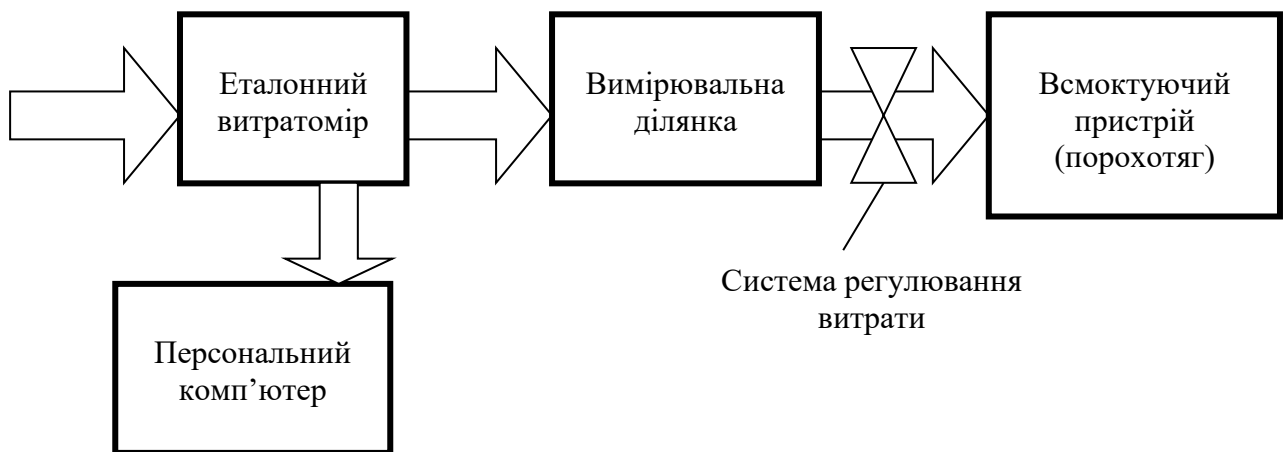 Еталонний
витратомір
Вимірювальна
ділянка
Всмоктуючий
пристрій
(порохотяг)
Система регулювання
витрати
Персональний
комп’ютер